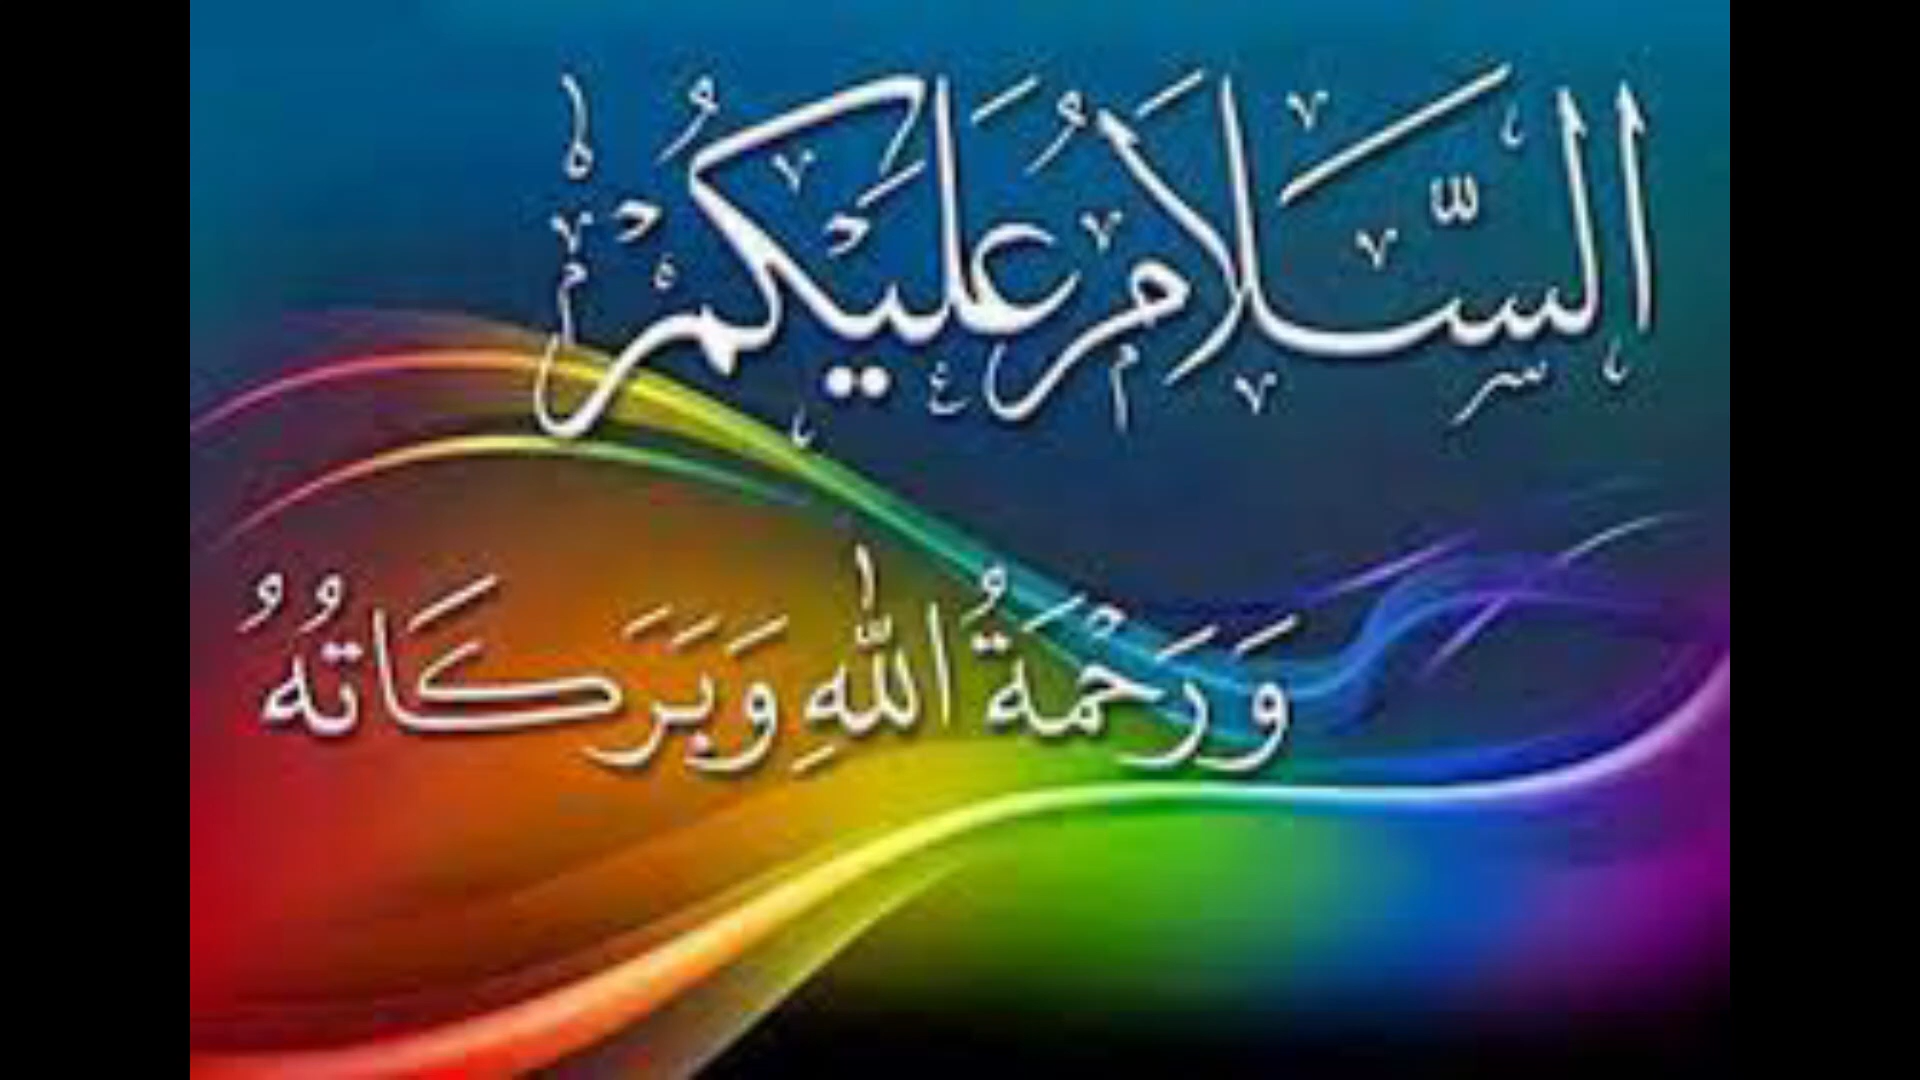 السِّلَامُ عَلَيْكُمْ
وَرَحْمَةُ اللهِ وَبَرَكَاتُهُ